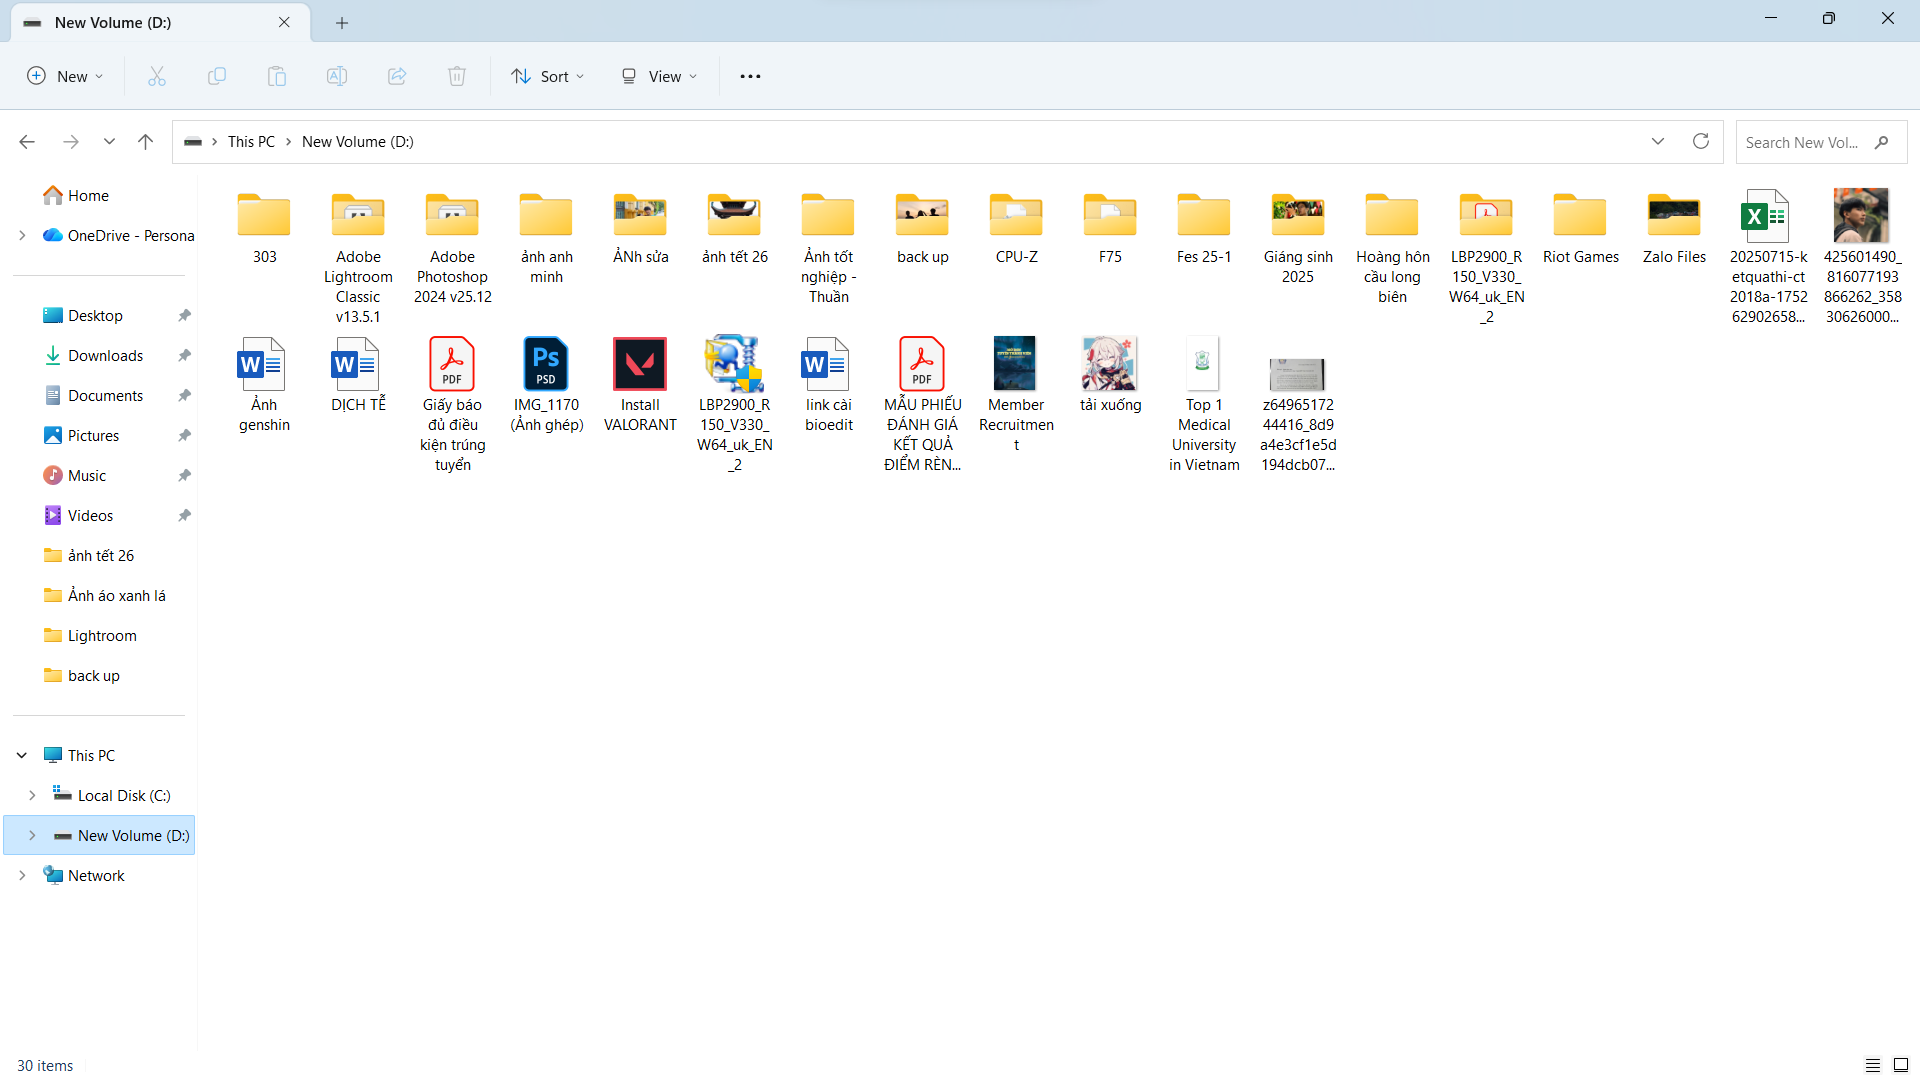 New Volume (D:)
New
Sort
View
This PC
New Volume (D:)
Search New Vol...
Home
OneDrive - Persona
Desktop
Downloads
Documents
Pictures
Music
Videos
ảnh tết 26
Ảnh áo xanh lá
Lightroom
back up
This PC
Local Disk (C:)
New Volume (D:)
Network
303
Adobe
Lightroom
Classic
v13.5.1
Adobe
Photoshop
2024 v25.12
ảnh anh
minh
ẢNh sửa
ảnh tết 26
Ảnh tốt
nghiệp -
Thuần
back up
CPU-Z
F75
Fes 25-1
Giáng sinh
2025
Hoàng hôn
cầu long
biên
LBP2900_R
150_V330_
W64_uk_EN
_2
Riot Games
Zalo Files
20250715-k
etquathi-ct
2018a-1752
62902658...
425601490_
816077193
866262_358
30626000...
Ảnh
genshin
DỊCH TỄ
PDF
Giấy báo
đủ điều
kiện trúng
tuyển
Ps
PSD
IMG_1170
(Ảnh ghép)
Install
VALORANT
LBP2900_R
150_V330_
W64_uk_EN
_2
link cài
bioedit
PDF
MẪU PHIẾU
ĐÁNH GIÁ
KẾT QUẢ
ĐIỂM RÈN...
Member
Recruitmen
t
tải xuống
Top 1
Medical
University
in Vietnam
z64965172
44416_8d9
a4e3cf1e5d
194dcb07...
30 items